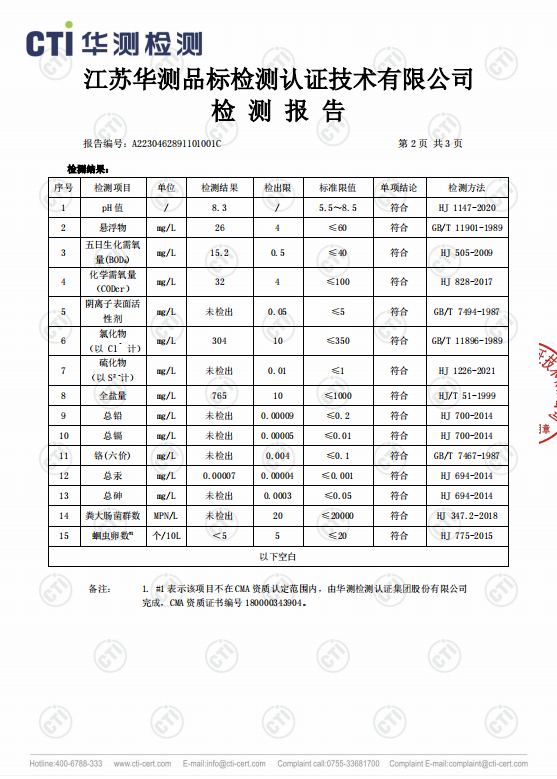 CTI 华测检测
江苏华测品标检测认证技术有限公司
检 测 报 告
报告编号：A2230462891101001C 第 2 页 共 3 页
检测结果：
序号 检测项目 单位 检测结果 检出限 标准限值 单项结论 检测方法
1 pH 值 / 8.3 / 5.5～8.5 符合 HJ 1147-2020
2 悬浮物 mg/L 26 4 ≤60 符合 GB/T 11901-1989
3 五日生化需氧量(BOD₅) mg/L 15.2 0.5 ≤40 符合 HJ 505-2009
4 化学需氧量（CODcr） mg/L 32 4 ≤100 符合 HJ 828-2017
5 阴离子表面活性剂 mg/L 未检出 0.05 ≤5 符合 GB/T 7494-1987
6 氯化物（以 Cl⁻ 计） mg/L 304 10 ≤350 符合 GB/T 11896-1989
7 硫化物（以 S²⁻计） mg/L 未检出 0.01 ≤1 符合 HJ 1226-2021
8 全盐量 mg/L 765 10 ≤1000 符合 HJ/T 51-1999
9 总铅 mg/L 未检出 0.00009 ≤0.2 符合 HJ 700-2014
10 总镉 mg/L 未检出 0.00005 ≤0.01 符合 HJ 700-2014
11 铬(六价) mg/L 未检出 0.004 ≤0.1 符合 GB/T 7467-1987
12 总汞 mg/L 0.00007 0.00004 ≤0.001 符合 HJ 694-2014
13 总砷 mg/L 未检出 0.0003 ≤0.05 符合 HJ 694-2014
14 粪大肠菌群数 MPN/L 未检出 20 ≤20000 符合 HJ 347.2-2018
15 蛔虫卵数 个/10L ＜5 5 ≤20 符合 HJ 775-2015
以下空白
备注： 1. #1 表示该项目不在 CMA 资质认定范围内，由华测检测认证集团股份有限公司
完成，CMA 资质证书编号 180000343904。
Hotline:400-6788-333 www.cti-cert.com E-mail:info@cti-cert.com Complaint call:0755-33681700 Complaint E-mail:complaint@cti-cert.com